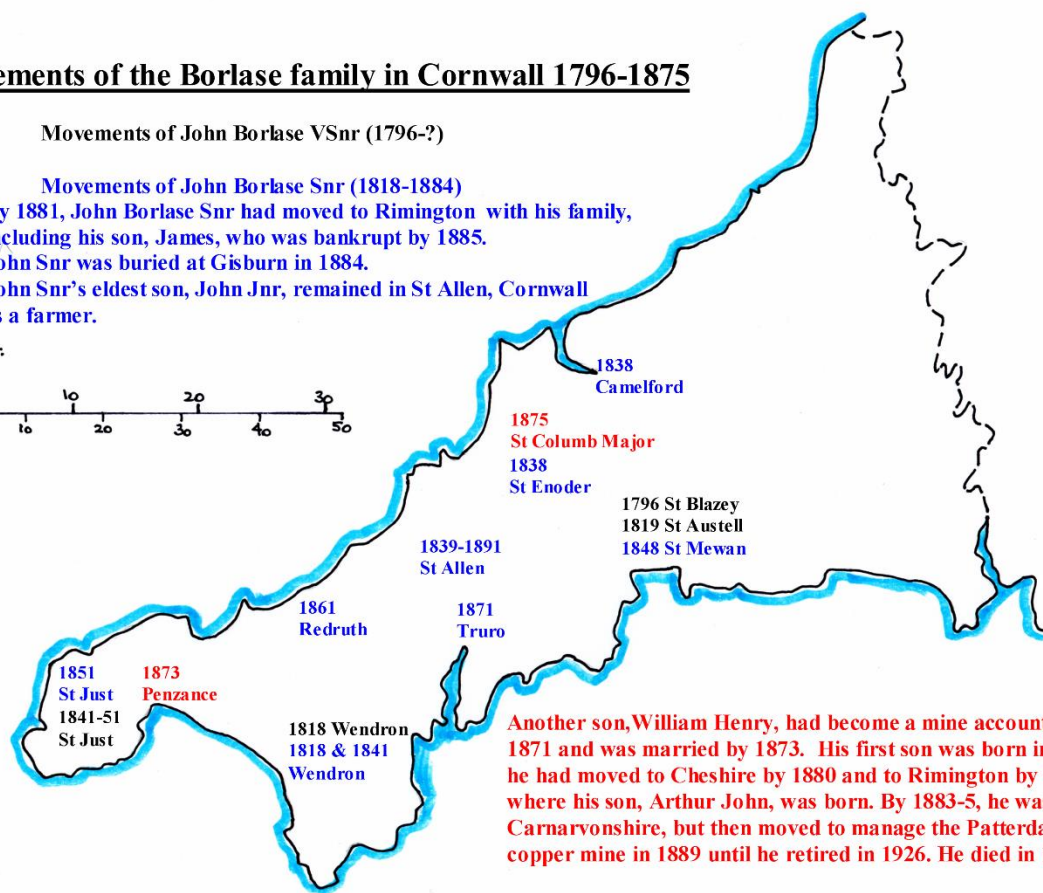 ements of the Borlase family in Cornwall 1796-1875
Movements of John Borlase VSnr (1796-?)
Movements of John Borlase Snr (1818-1884)
y 1881, John Borlase Snr had moved to Rimington with his family,
cluding his son, James, who was bankrupt by 1885.
ohn Snr was buried at Gisburn in 1884.
ohn Snr's eldest son, John Jnr, remained in St Allen, Cornwall
s a farmer.
10 20 30
10 20 30 40 50
1838
Camelford
1875
St Columb Major
1838
St Enoder
1796 St Blazey
1819 St Austell
1848 St Mewan
1839-1891
St Allen
1861
Redruth
1871
Truro
1851
St Just
1841-51
St Just
1873
Penzance
1818 Wendron
1818 & 1841
Wendron
Another son,William Henry, had become a mine account
1871 and was married by 1873. His first son was born in
he had moved to Cheshire by 1880 and to Rimington by
where his son, Arthur John, was born. By 1883-5, he wa
Carnarvonshire, but then moved to manage the Patterda
copper mine in 1889 until he retired in 1926. He died in